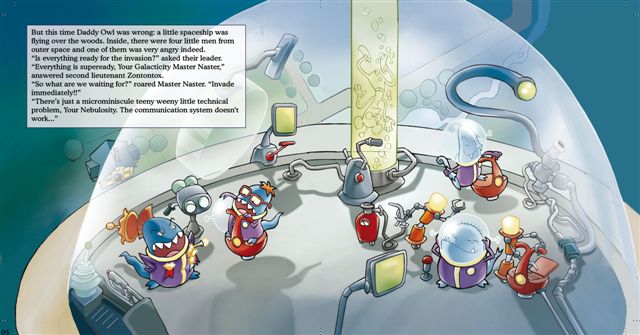 But this time Daddy Owl was wrong: a little spaceship was
flying over the woods. Inside, there were four little men from
outer space and one of them was very angry indeed.
"Is everything ready for the invasion?" asked their leader.
"Everything is supeready, Your Galacticity Master Naster,"
answered second lieutenant Zontontox.
"So what are we waiting for?" roared Master Naster. "Invade
immediately!!"
"There's just a microminiscule teeny weeny little technical
problem, Your Nebulosity. The communication system doesn't
work..."